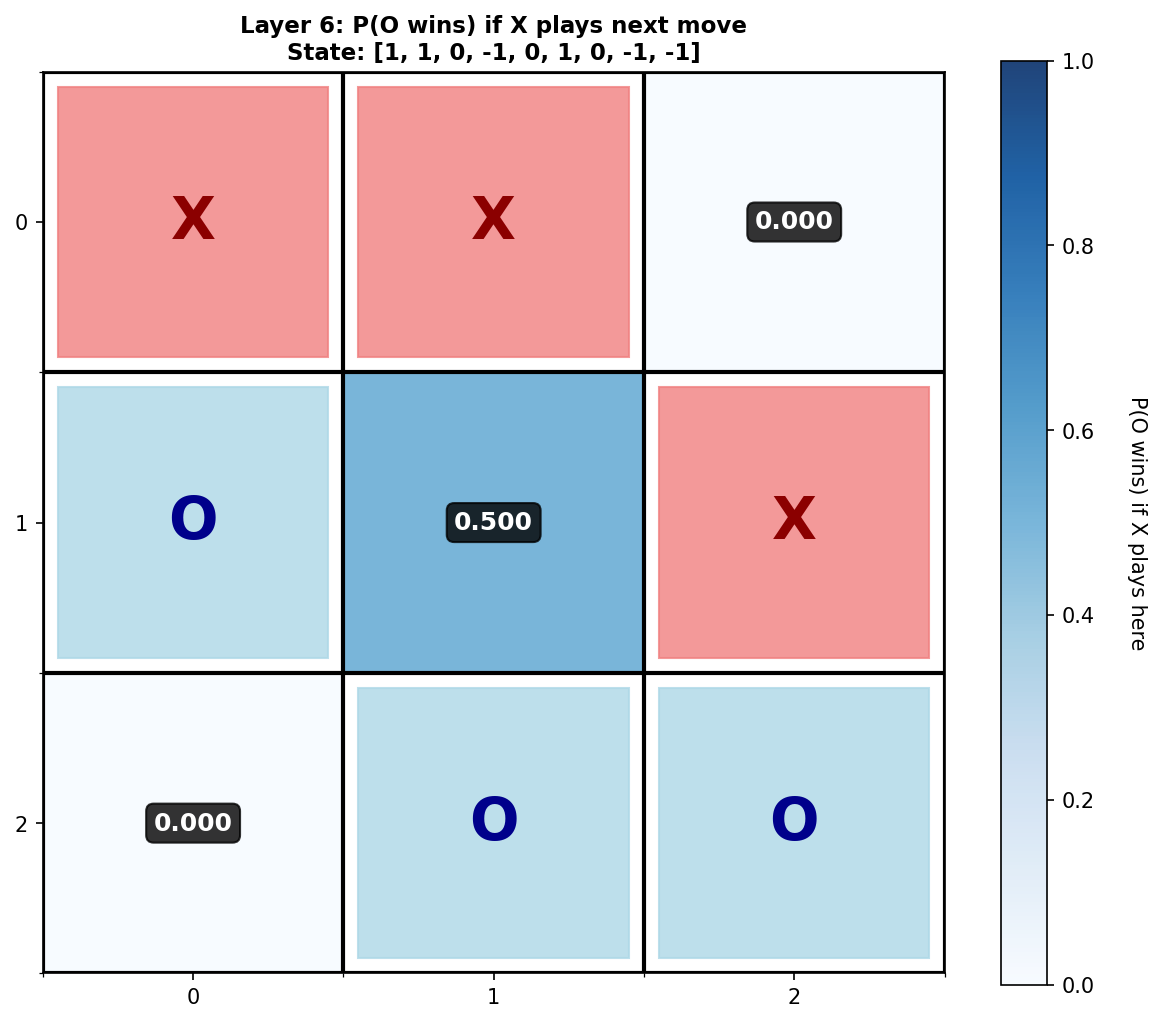 Layer 6: P(O wins) if X plays next move
State: [1, 1, 0, -1, 0, 1, 0, -1, -1]
X
X
0.000
O
0.500
X
0.000
O
O
0
1
2
0
1
2
1.0
0.8
0.6
0.4
0.2
0.0
P(O wins) if X plays here